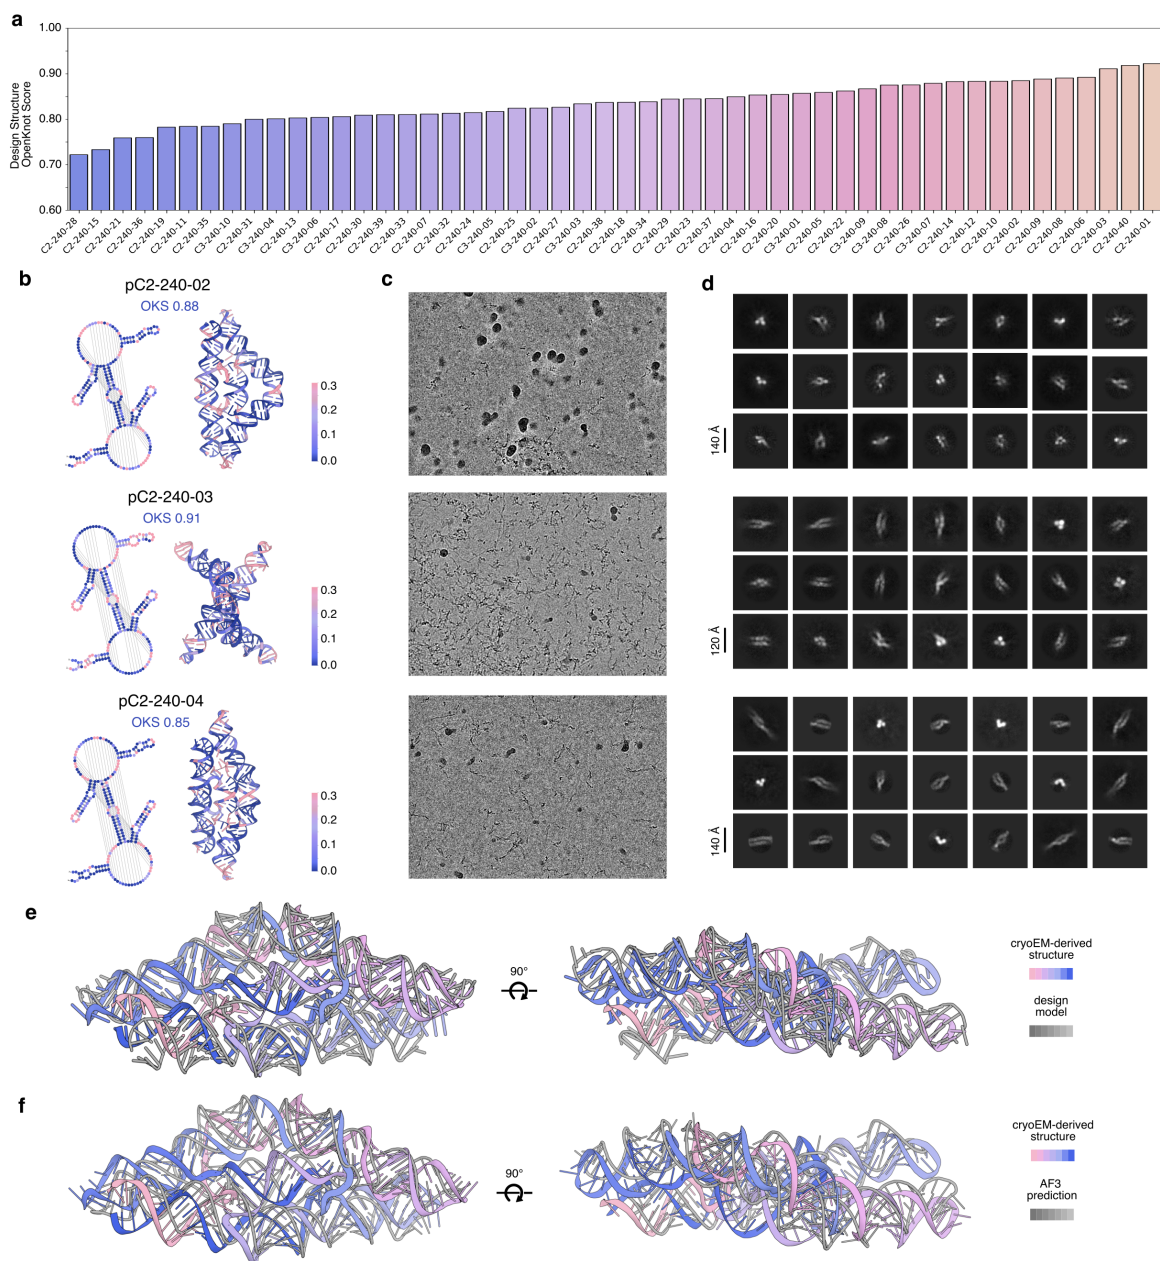 a
1.00
0.90
0.80
0.70
0.60
Design Structure
OpenKnot Score
C2-240-28
C2-240-15
C2-240-21
C2-240-36
C2-240-19
C2-240-11
C2-240-35
C3-240-10
C2-240-31
C3-240-04
C2-240-13
C3-240-06
C2-240-17
C2-240-30
C2-240-39
C2-240-33
C2-240-07
C2-240-32
C2-240-24
C3-240-05
C2-240-25
C3-240-02
C2-240-27
C3-240-03
C2-240-38
C2-240-18
C2-240-34
C2-240-29
C2-240-23
C2-240-37
C2-240-04
C2-240-16
C2-240-20
C3-240-01
C2-240-05
C2-240-22
C3-240-09
C3-240-08
C2-240-26
C3-240-07
C2-240-14
C2-240-12
C2-240-10
C2-240-02
C2-240-09
C2-240-08
C2-240-06
C2-240-03
C2-240-40
C2-240-01
b
pC2-240-02
OKS 0.88
0.3
0.2
0.1
0.0
pC2-240-03
OKS 0.91
0.3
0.2
0.1
0.0
pC2-240-04
OKS 0.85
0.3
0.2
0.1
0.0
c
d
140 Å
120 Å
140 Å
e
90°
cryoEM-derived
structure
design
model
f
90°
cryoEM-derived
structure
AF3
prediction